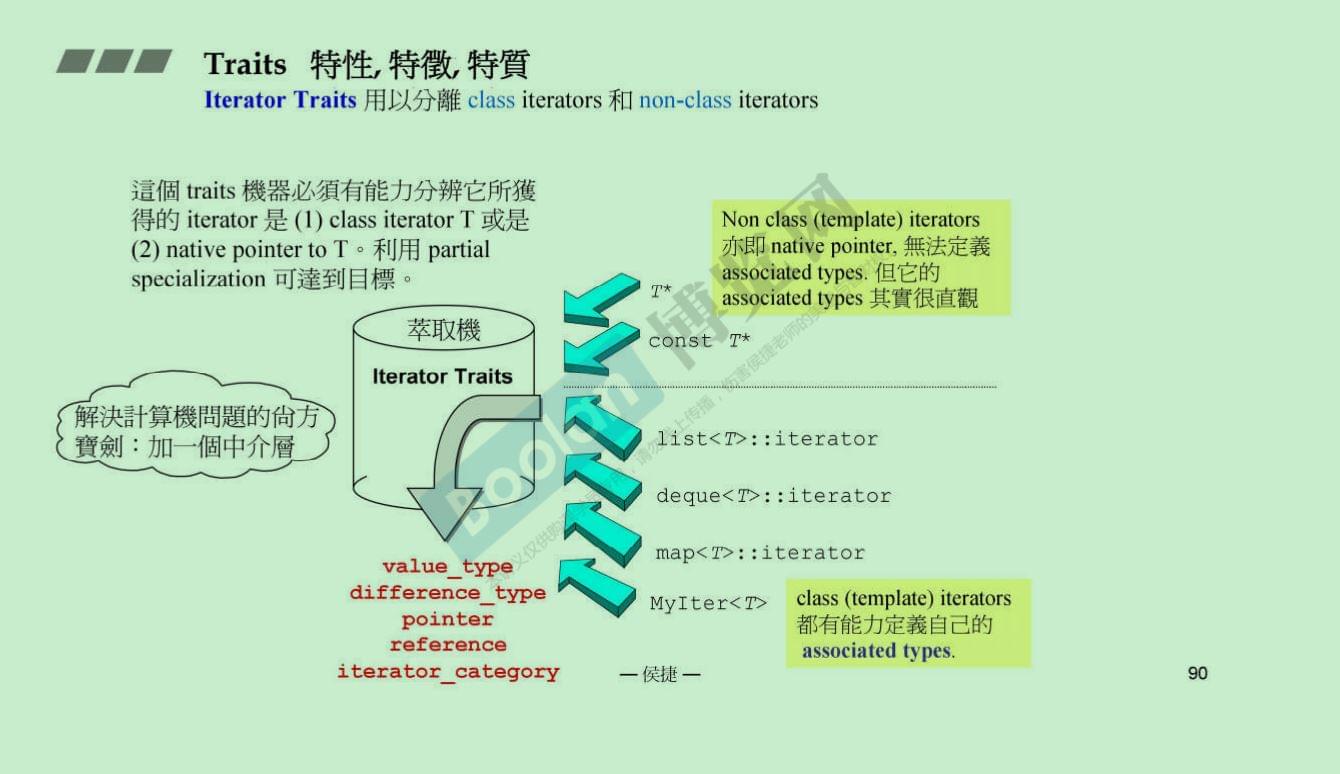 Traits 特性, 特徵, 特質
Iterator Traits 用以分離 class iterators 和 non-class iterators
這個 traits 機器必須有能力分辨它所獲
得的 iterator 是 (1) class iterator T 或是
(2) native pointer to T。利用 partial
specialization 可達到目標。
Non class (template) iterators
亦即 native pointer, 無法定義
associated types. 但它的
associated types 其實很直觀
T*
const T*
萃取機
Iterator Traits
解決計算機問題的尚方
寶劍：加一個中介層
list<T>::iterator
deque<T>::iterator
map<T>::iterator
MyIter<T>
class (template) iterators
都有能力定義自己的
associated types.
value_type
difference_type
pointer
reference
iterator_category
— 侯捷 —
90
Boolan 博览网